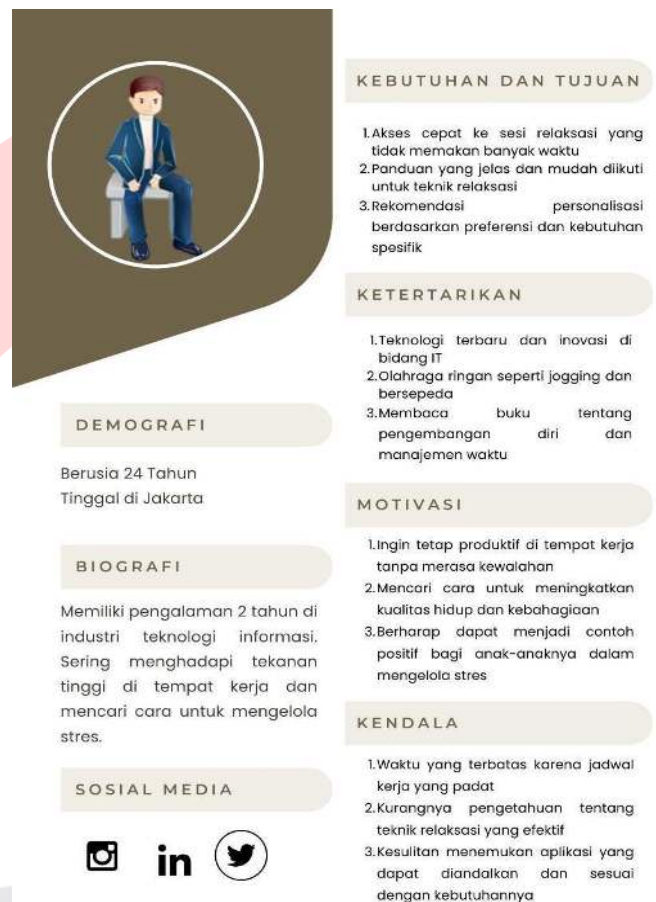 DEMOGRAFI
Berusia 24 Tahun
Tinggal di Jakarta
BIOGRAFI
Memiliki pengalaman 2 tahun di
industri teknologi informasi.
Sering menghadapi tekanan
tinggi di tempat kerja dan
mencari cara untuk mengelola
stres.
SOSIAL MEDIA
in
KEBUTUHAN DAN TUJUAN
1.Akses cepat ke sesi relaksasi yang
tidak memakan banyak waktu
2.Panduan yang jelas dan mudah diikuti
untuk teknik relaksasi
3.Rekomendasi personalisasi
berdasarkan preferensi dan kebutuhan
spesifik
KETERTARIKAN
1.Teknologi terbaru dan inovasi di
bidang IT
2.Olahraga ringan seperti jogging dan
bersepeda
3.Membaca buku tentang
pengembangan diri dan
manajemen waktu
MOTIVASI
1.Ingin tetap produktif di tempat kerja
tanpa merasa kewalahan
2.Mencari cara untuk meningkatkan
kualitas hidup dan kebahagiaan
3.Berharap dapat menjadi contoh
positif bagi anak-anaknya dalam
mengelola stres
KENDALA
1.Waktu yang terbatas karena jadwal
kerja yang padat
2.Kurangnya pengetahuan tentang
teknik relaksasi yang efektif
3.Kesulitan menemukan aplikasi yang
dapat diandalkan dan sesuai
dengan kebutuhannya